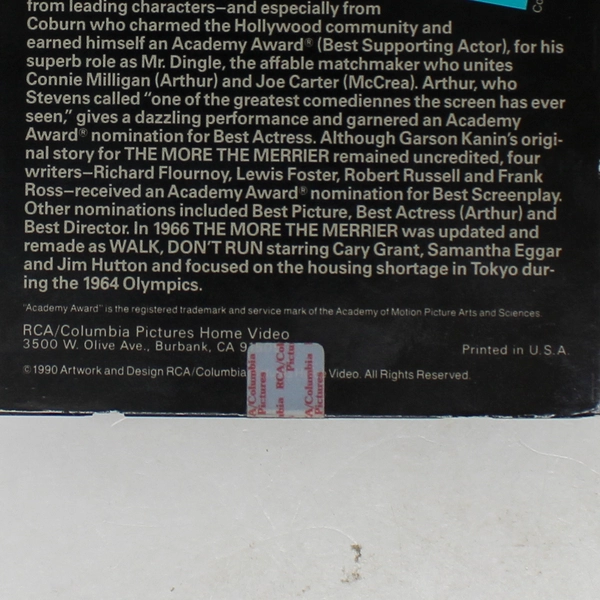 from leading characters—and especially from
Coburn who charmed the Hollywood community and
earned himself an Academy Award® (Best Supporting Actor), for his
superb role as Mr. Dingle, the affable matchmaker who unites
Connie Milligan (Arthur) and Joe Carter (McCrea). Arthur, who
Stevens called "one of the greatest comediennes the screen has ever
seen," gives a dazzling performance and garnered an Academy
Award® nomination for Best Actress. Although Garson Kanin's origi-
nal story for THE MORE THE MERRIER remained uncredited, four
writers—Richard Flournoy, Lewis Foster, Robert Russell and Frank
Ross—received an Academy Award® nomination for Best Screenplay.
Other nominations included Best Picture, Best Actress (Arthur) and
Best Director. In 1966 THE MORE THE MERRIER was updated and
remade as WALK, DON'T RUN starring Cary Grant, Samantha Eggar
and Jim Hutton and focused on the housing shortage in Tokyo dur-
ing the 1964 Olympics.
"Academy Award" is the registered trademark and service mark of the Academy of Motion Picture Arts and Sciences.
RCA/Columbia Pictures Home Video
3500 W. Olive Ave., Burbank, CA 9
Printed in U.S.A.
©1990 Artwork and Design RCA/Columbia Video. All Rights Reserved.
A/Columbia Pictures
RCA/Col Pictu